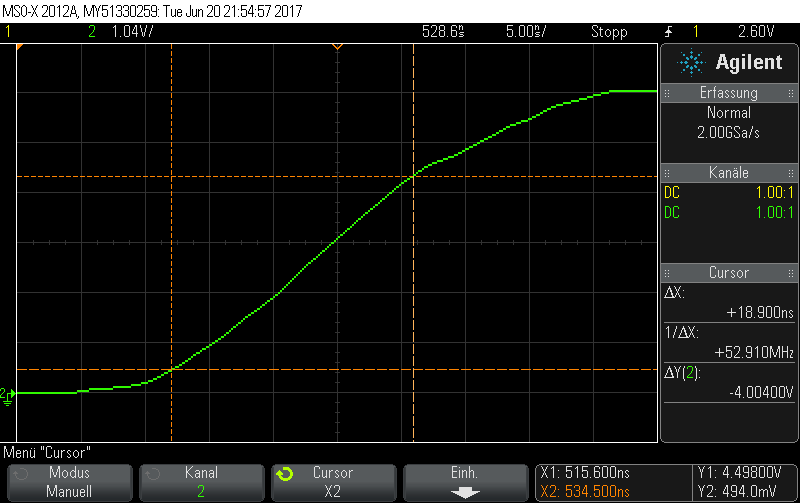 MSO-X 2012A, MY51330259: Tue Jun 20 21:54:57 2017
1 2 1.04V/ 528.6s 5.00s/ Stopp 1 2.60V
Agilent
Erfassung
Normal
2.00GSa/s
Kanäle
DC 1.00:1
DC 1.00:1
Cursor
ΔX:
+18.900ns
1/ΔX:
+52.910MHz
ΔY(2):
-4.00400V
2
Menü "Cursor"
Modus
Manuell
Kanal
2
Cursor
X2
Einh.
X1: 515.600ns
X2: 534.500ns
Y1: 4.49800V
Y2: 494.0mV